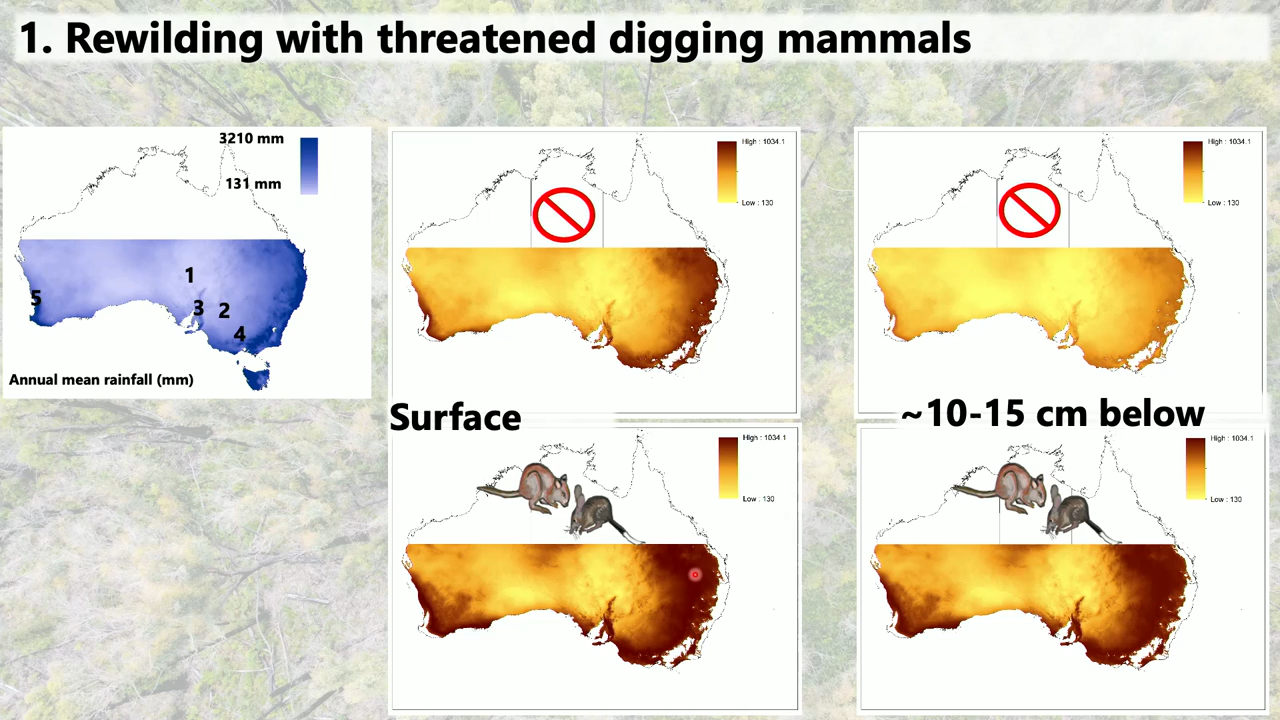 1. Rewilding with threatened digging mammals
3210 mm
131 mm
1
3
2
4
5
Annual mean rainfall (mm)
High : 1034.1
Low : 130
High : 1034.1
Low : 130
Surface
~10-15 cm below
High : 1034.1
Low : 130
High : 1034.1
Low : 130